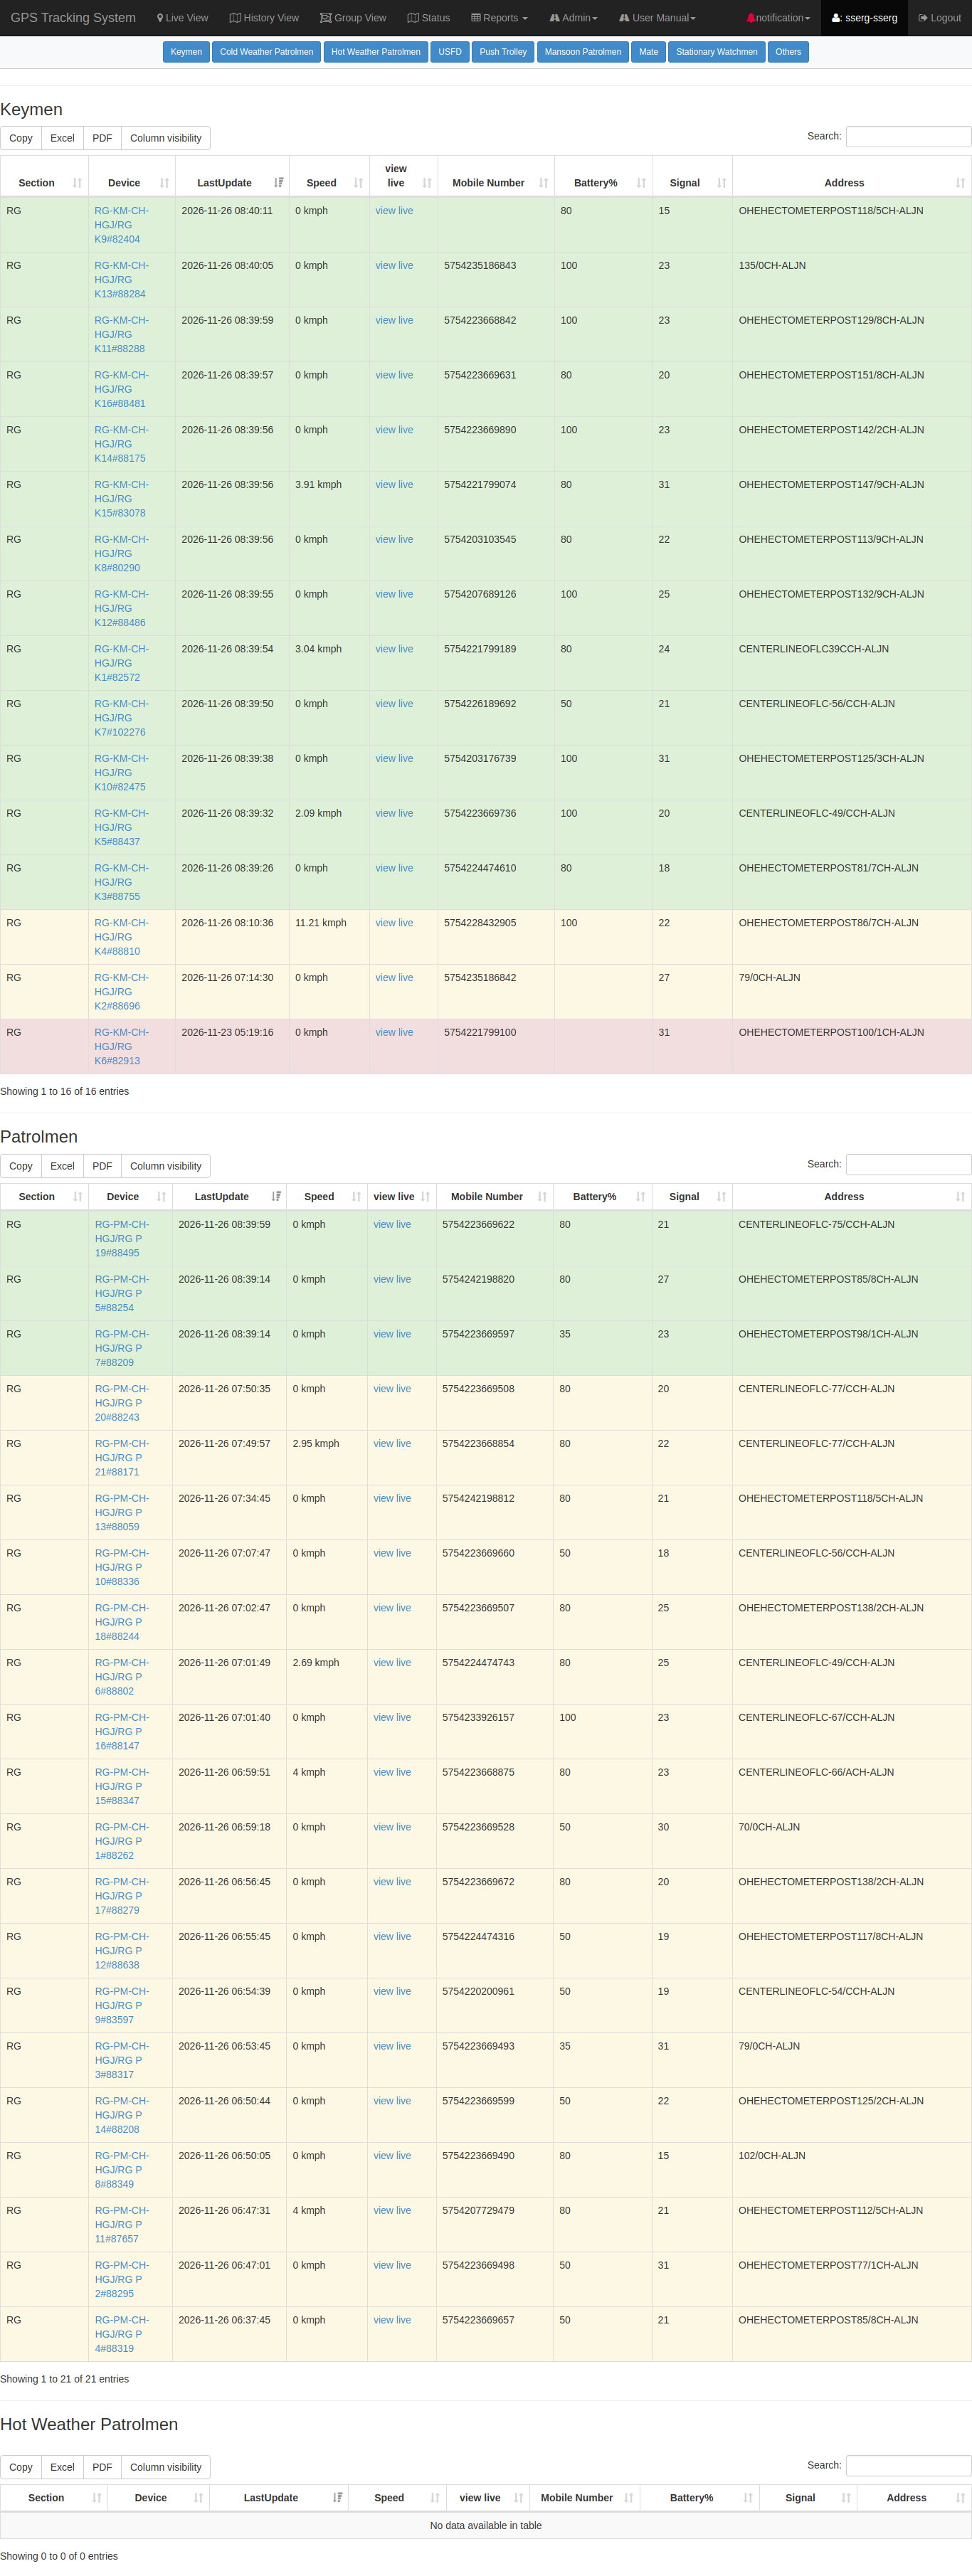 GPS Tracking System Live View History View Group View Status Reports Admin User Manual notification : sserg-sserg Logout
Keymen Cold Weather Patrolmen Hot Weather Patrolmen USFD Push Trolley Mansoon Patrolmen Mate Stationary Watchmen Others
Keymen
Copy Excel PDF Column visibility Search:
Section Device LastUpdate Speed view live Mobile Number Battery% Signal Address
RG RG-KM-CH-HGJ/RG K9#82404 2026-11-26 08:40:11 0 kmph view live 80 15 OHEHECTOMETERPOST118/5CH-ALJN
RG RG-KM-CH-HGJ/RG K13#88284 2026-11-26 08:40:05 0 kmph view live 5754235186843 100 23 135/0CH-ALJN
RG RG-KM-CH-HGJ/RG K11#88288 2026-11-26 08:39:59 0 kmph view live 5754223668842 100 23 OHEHECTOMETERPOST129/8CH-ALJN
RG RG-KM-CH-HGJ/RG K16#88481 2026-11-26 08:39:57 0 kmph view live 5754223669631 80 20 OHEHECTOMETERPOST151/8CH-ALJN
RG RG-KM-CH-HGJ/RG K14#88175 2026-11-26 08:39:56 0 kmph view live 5754223669890 100 23 OHEHECTOMETERPOST142/2CH-ALJN
RG RG-KM-CH-HGJ/RG K15#83078 2026-11-26 08:39:56 3.91 kmph view live 5754221799074 80 31 OHEHECTOMETERPOST147/9CH-ALJN
RG RG-KM-CH-HGJ/RG K8#80290 2026-11-26 08:39:56 0 kmph view live 5754203103545 80 22 OHEHECTOMETERPOST113/9CH-ALJN
RG RG-KM-CH-HGJ/RG K12#88486 2026-11-26 08:39:55 0 kmph view live 5754207689126 100 25 OHEHECTOMETERPOST132/9CH-ALJN
RG RG-KM-CH-HGJ/RG K1#82572 2026-11-26 08:39:54 3.04 kmph view live 5754221799189 80 24 CENTERLINEOFLC39CCH-ALJN
RG RG-KM-CH-HGJ/RG K7#102276 2026-11-26 08:39:50 0 kmph view live 5754226189692 50 21 CENTERLINEOFLC-56/CCH-ALJN
RG RG-KM-CH-HGJ/RG K10#82475 2026-11-26 08:39:38 0 kmph view live 5754203176739 100 31 OHEHECTOMETERPOST125/3CH-ALJN
RG RG-KM-CH-HGJ/RG K5#88437 2026-11-26 08:39:32 2.09 kmph view live 5754223669736 100 20 CENTERLINEOFLC-49/CCH-ALJN
RG RG-KM-CH-HGJ/RG K3#88755 2026-11-26 08:39:26 0 kmph view live 5754224474610 80 18 OHEHECTOMETERPOST81/7CH-ALJN
RG RG-KM-CH-HGJ/RG K4#88810 2026-11-26 08:10:36 11.21 kmph view live 5754228432905 100 22 OHEHECTOMETERPOST86/7CH-ALJN
RG RG-KM-CH-HGJ/RG K2#88696 2026-11-26 07:14:30 0 kmph view live 5754235186842 27 79/0CH-ALJN
RG RG-KM-CH-HGJ/RG K6#82913 2026-11-23 05:19:16 0 kmph view live 5754221799100 31 OHEHECTOMETERPOST100/1CH-ALJN
Showing 1 to 16 of 16 entries
Patrolmen
Copy Excel PDF Column visibility Search:
Section Device LastUpdate Speed view live Mobile Number Battery% Signal Address
RG RG-PM-CH-HGJ/RG P 19#88495 2026-11-26 08:39:59 0 kmph view live 5754223669622 80 21 CENTERLINEOFLC-75/CCH-ALJN
RG RG-PM-CH-HGJ/RG P 5#88254 2026-11-26 08:39:14 0 kmph view live 5754242198820 80 27 OHEHECTOMETERPOST85/8CH-ALJN
RG RG-PM-CH-HGJ/RG P 7#88209 2026-11-26 08:39:14 0 kmph view live 5754223669597 35 23 OHEHECTOMETERPOST98/1CH-ALJN
RG RG-PM-CH-HGJ/RG P 20#88243 2026-11-26 07:50:35 0 kmph view live 5754223669508 80 20 CENTERLINEOFLC-77/CCH-ALJN
RG RG-PM-CH-HGJ/RG P 21#88171 2026-11-26 07:49:57 2.95 kmph view live 5754223668854 80 22 CENTERLINEOFLC-77/CCH-ALJN
RG RG-PM-CH-HGJ/RG P 13#88059 2026-11-26 07:34:45 0 kmph view live 5754242198812 80 21 OHEHECTOMETERPOST118/5CH-ALJN
RG RG-PM-CH-HGJ/RG P 10#88336 2026-11-26 07:07:47 0 kmph view live 5754223669660 50 18 CENTERLINEOFLC-56/CCH-ALJN
RG RG-PM-CH-HGJ/RG P 18#88244 2026-11-26 07:02:47 0 kmph view live 5754223669507 80 25 OHEHECTOMETERPOST138/2CH-ALJN
RG RG-PM-CH-HGJ/RG P 6#88802 2026-11-26 07:01:49 2.69 kmph view live 5754224474743 80 25 CENTERLINEOFLC-49/CCH-ALJN
RG RG-PM-CH-HGJ/RG P 16#88147 2026-11-26 07:01:40 0 kmph view live 5754233926157 100 23 CENTERLINEOFLC-67/CCH-ALJN
RG RG-PM-CH-HGJ/RG P 15#88347 2026-11-26 06:59:51 4 kmph view live 5754223668875 80 23 CENTERLINEOFLC-66/ACH-ALJN
RG RG-PM-CH-HGJ/RG P 1#88262 2026-11-26 06:59:18 0 kmph view live 5754223669528 50 30 70/0CH-ALJN
RG RG-PM-CH-HGJ/RG P 17#88279 2026-11-26 06:56:45 0 kmph view live 5754223669672 80 20 OHEHECTOMETERPOST138/2CH-ALJN
RG RG-PM-CH-HGJ/RG P 12#88638 2026-11-26 06:55:45 0 kmph view live 5754224474316 50 19 OHEHECTOMETERPOST117/8CH-ALJN
RG RG-PM-CH-HGJ/RG P 9#83597 2026-11-26 06:54:39 0 kmph view live 5754220200961 50 19 CENTERLINEOFLC-54/CCH-ALJN
RG RG-PM-CH-HGJ/RG P 3#88317 2026-11-26 06:53:45 0 kmph view live 5754223669493 35 31 79/0CH-ALJN
RG RG-PM-CH-HGJ/RG P 14#88208 2026-11-26 06:50:44 0 kmph view live 5754223669599 50 22 OHEHECTOMETERPOST125/2CH-ALJN
RG RG-PM-CH-HGJ/RG P 8#88349 2026-11-26 06:50:05 0 kmph view live 5754223669490 80 15 102/0CH-ALJN
RG RG-PM-CH-HGJ/RG P 11#87657 2026-11-26 06:47:31 4 kmph view live 5754207729479 80 21 OHEHECTOMETERPOST112/5CH-ALJN
RG RG-PM-CH-HGJ/RG P 2#88295 2026-11-26 06:47:01 0 kmph view live 5754223669498 50 31 OHEHECTOMETERPOST77/1CH-ALJN
RG RG-PM-CH-HGJ/RG P 4#88319 2026-11-26 06:37:45 0 kmph view live 5754223669657 50 21 OHEHECTOMETERPOST85/8CH-ALJN
Showing 1 to 21 of 21 entries
Hot Weather Patrolmen
Copy Excel PDF Column visibility Search:
Section Device LastUpdate Speed view live Mobile Number Battery% Signal Address
No data available in table
Showing 0 to 0 of 0 entries